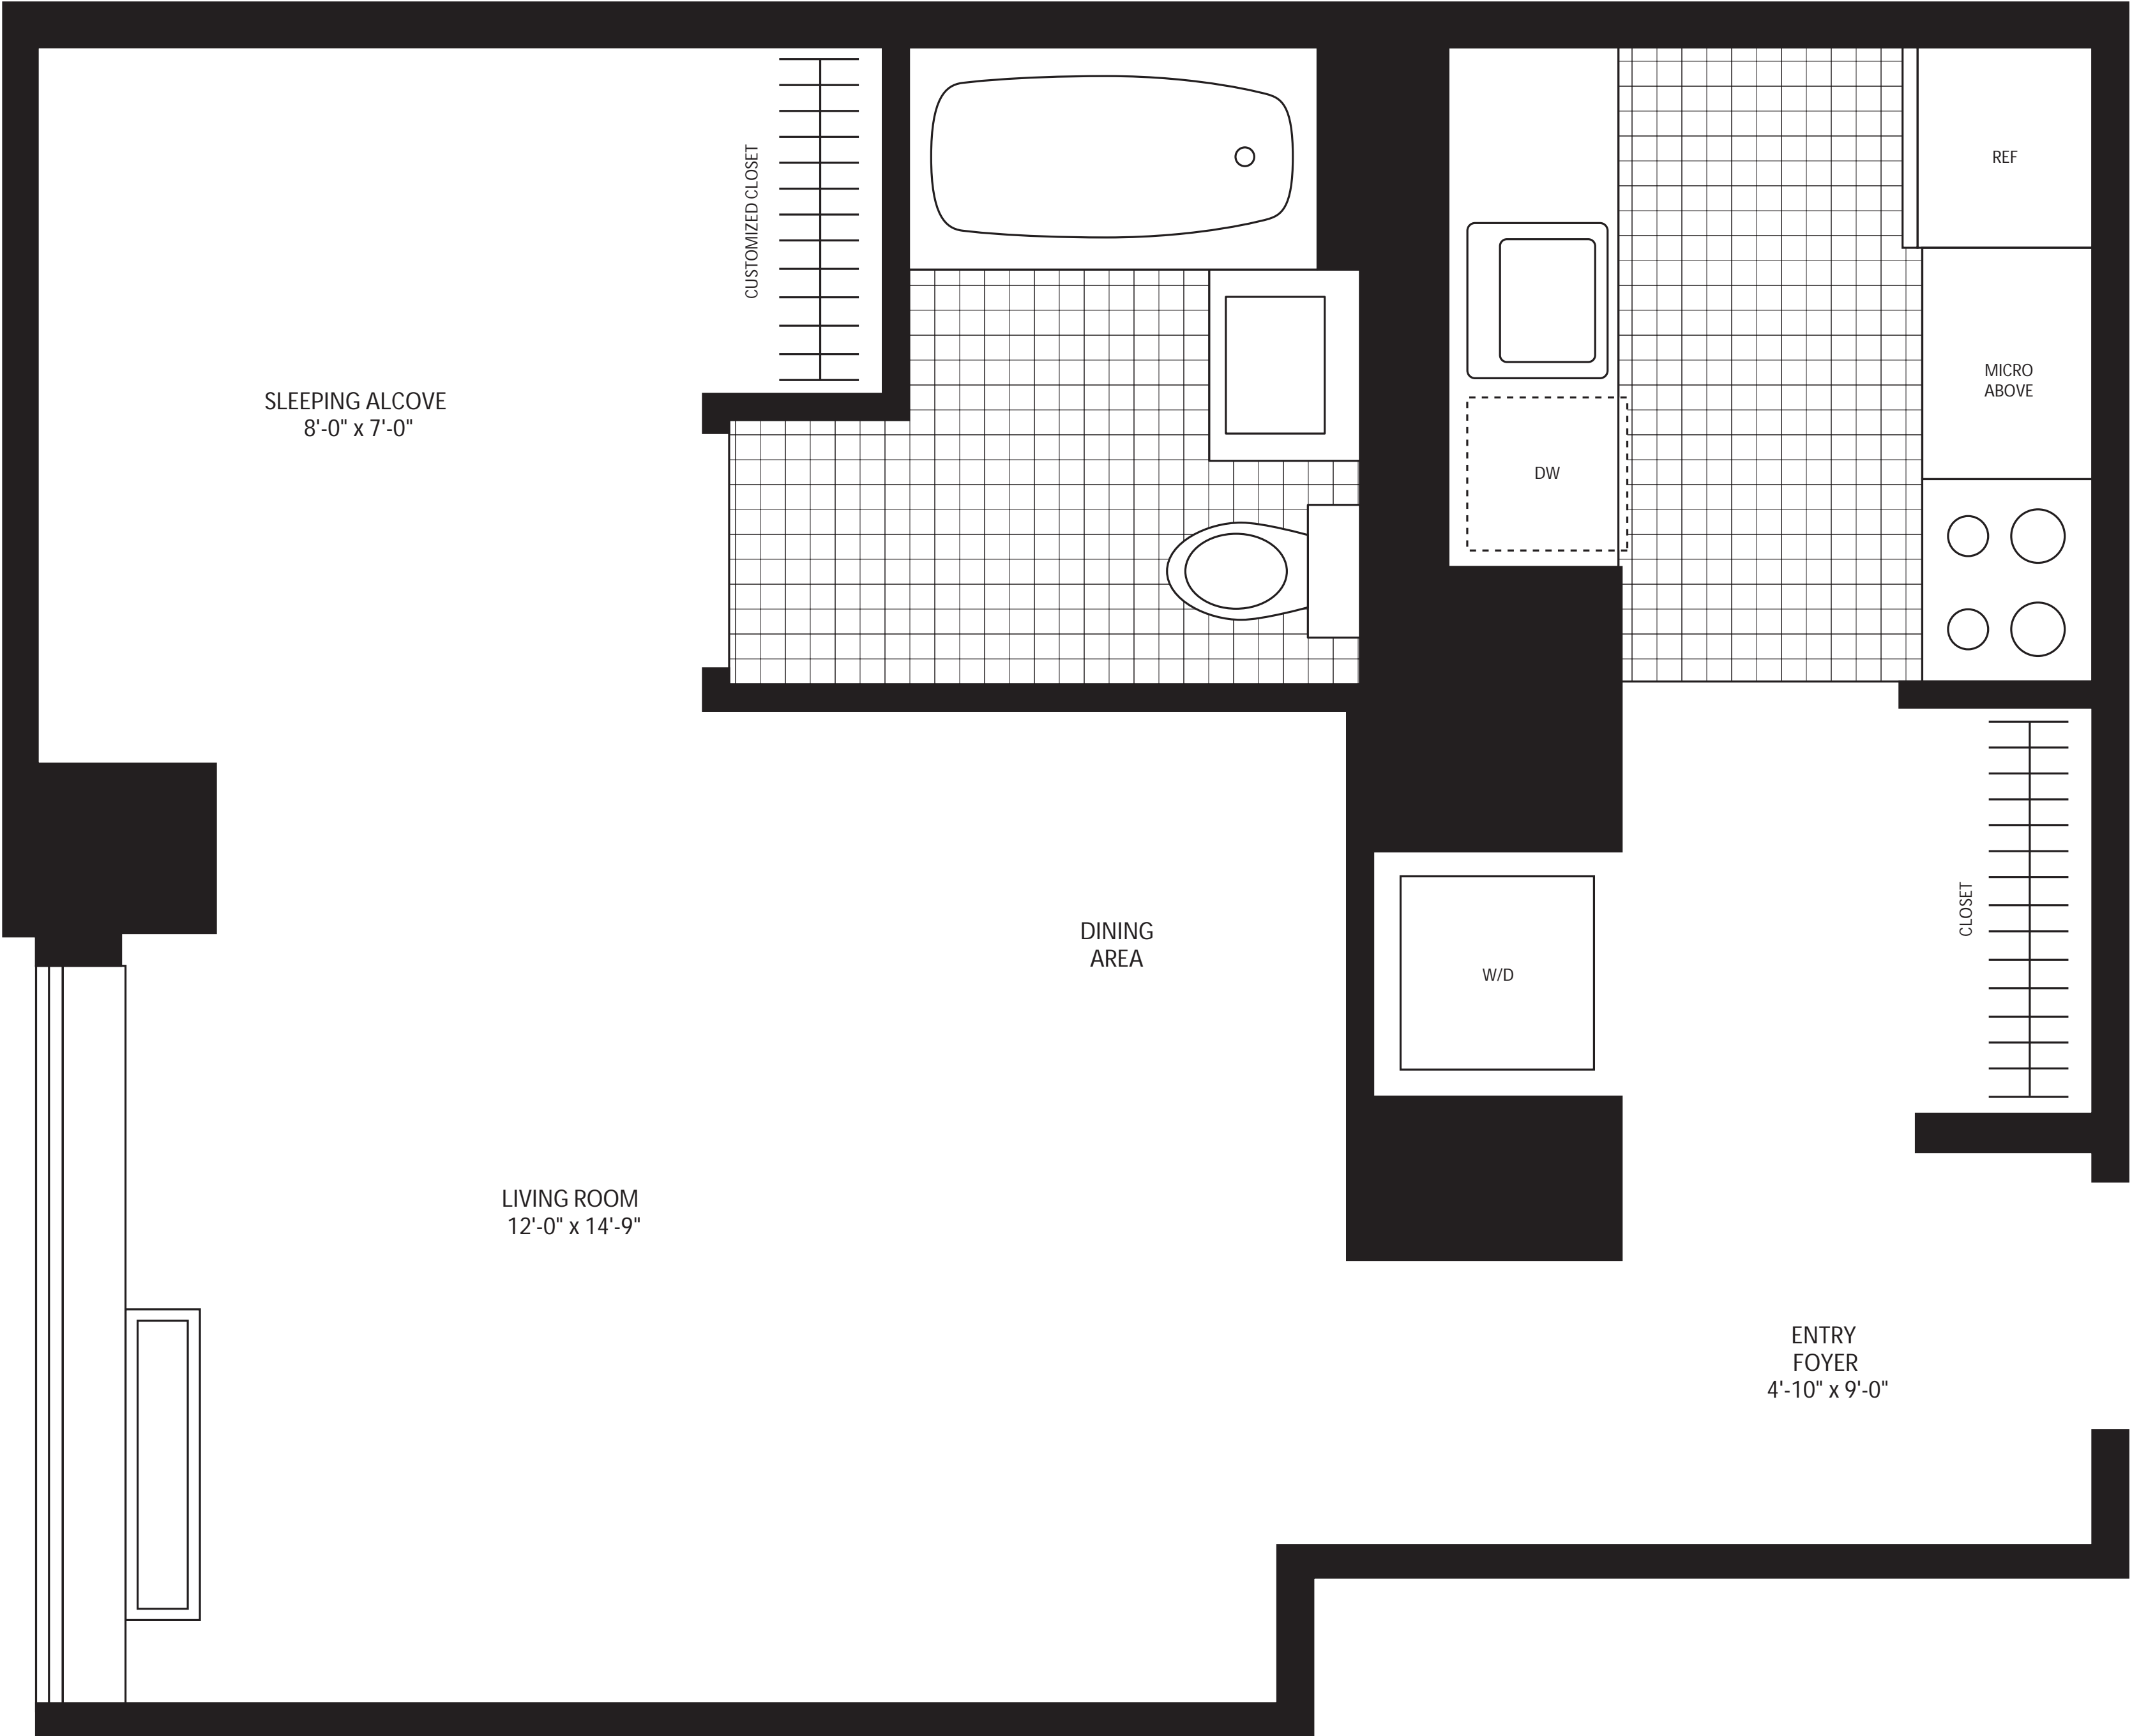 CUSTOMIZED CLOSET
REF
MICRO
ABOVE
SLEEPING ALCOVE
8'-0" x 7'-0"
DW
DINING
AREA
W/D
CLOSET
LIVING ROOM
12'-0" x 14'-9"
ENTRY
FOYER
4'-10" x 9'-0"